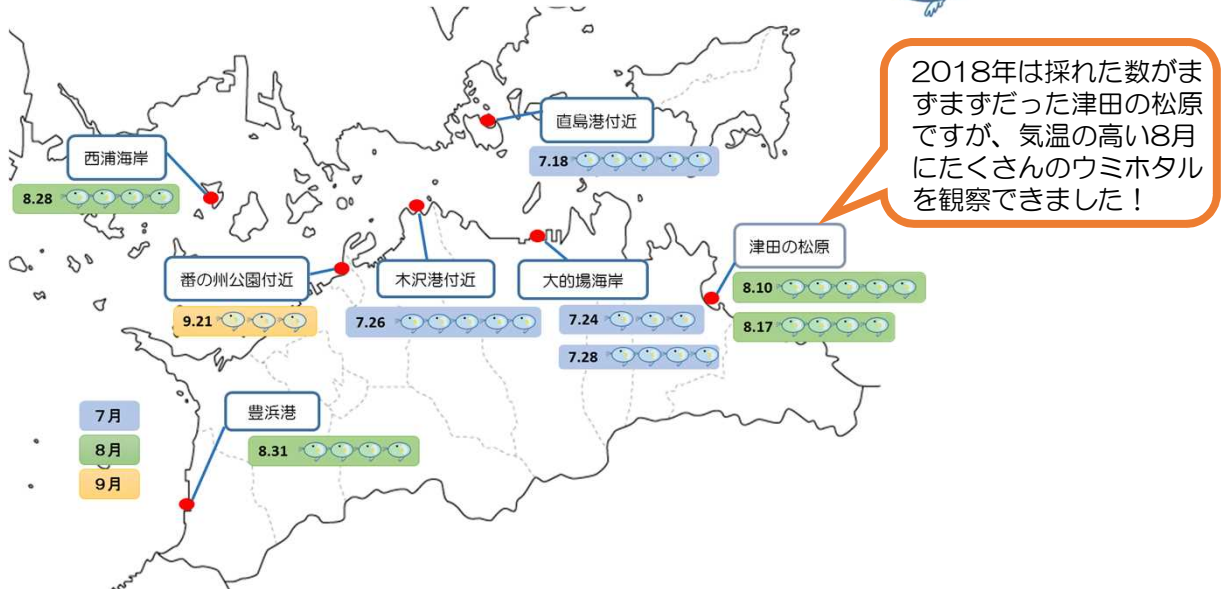 2018年は採れた数がま
ずまずだった津田の松原
ですが、気温の高い8月
にたくさんのウミホタル
を観察できました！
直島港付近
7.18
西浦海岸
8.28
津田の松原
8.10
8.17
番の州公園付近
9.21
木沢港付近
7.26
大的場海岸
7.24
7.28
豊浜港
8.31
7月
8月
9月